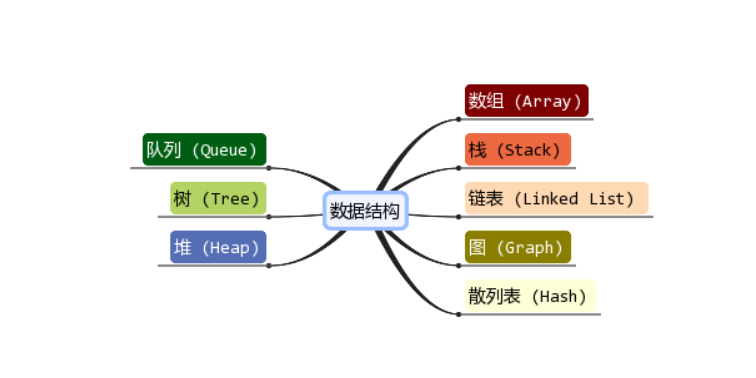 数据结构
数组 (Array)
栈 (Stack)
链表 (Linked List)
图 (Graph)
散列表 (Hash)
队列 (Queue)
树 (Tree)
堆 (Heap)